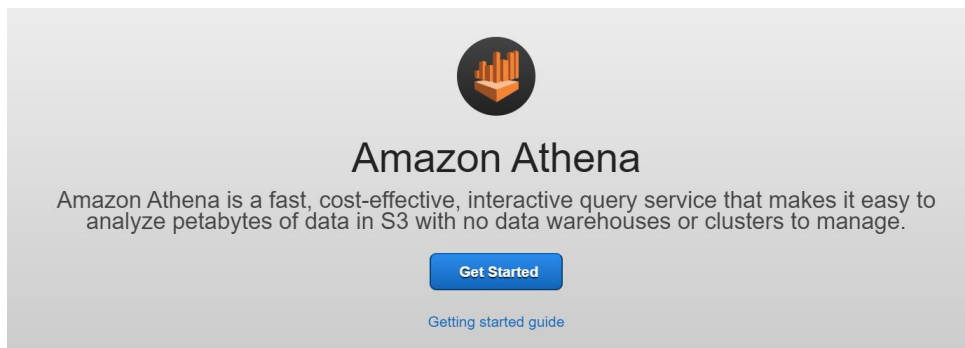 Amazon Athena
Amazon Athena is a fast, cost-effective, interactive query service that makes it easy to
analyze petabytes of data in S3 with no data warehouses or clusters to manage.
Get Started
Getting started guide